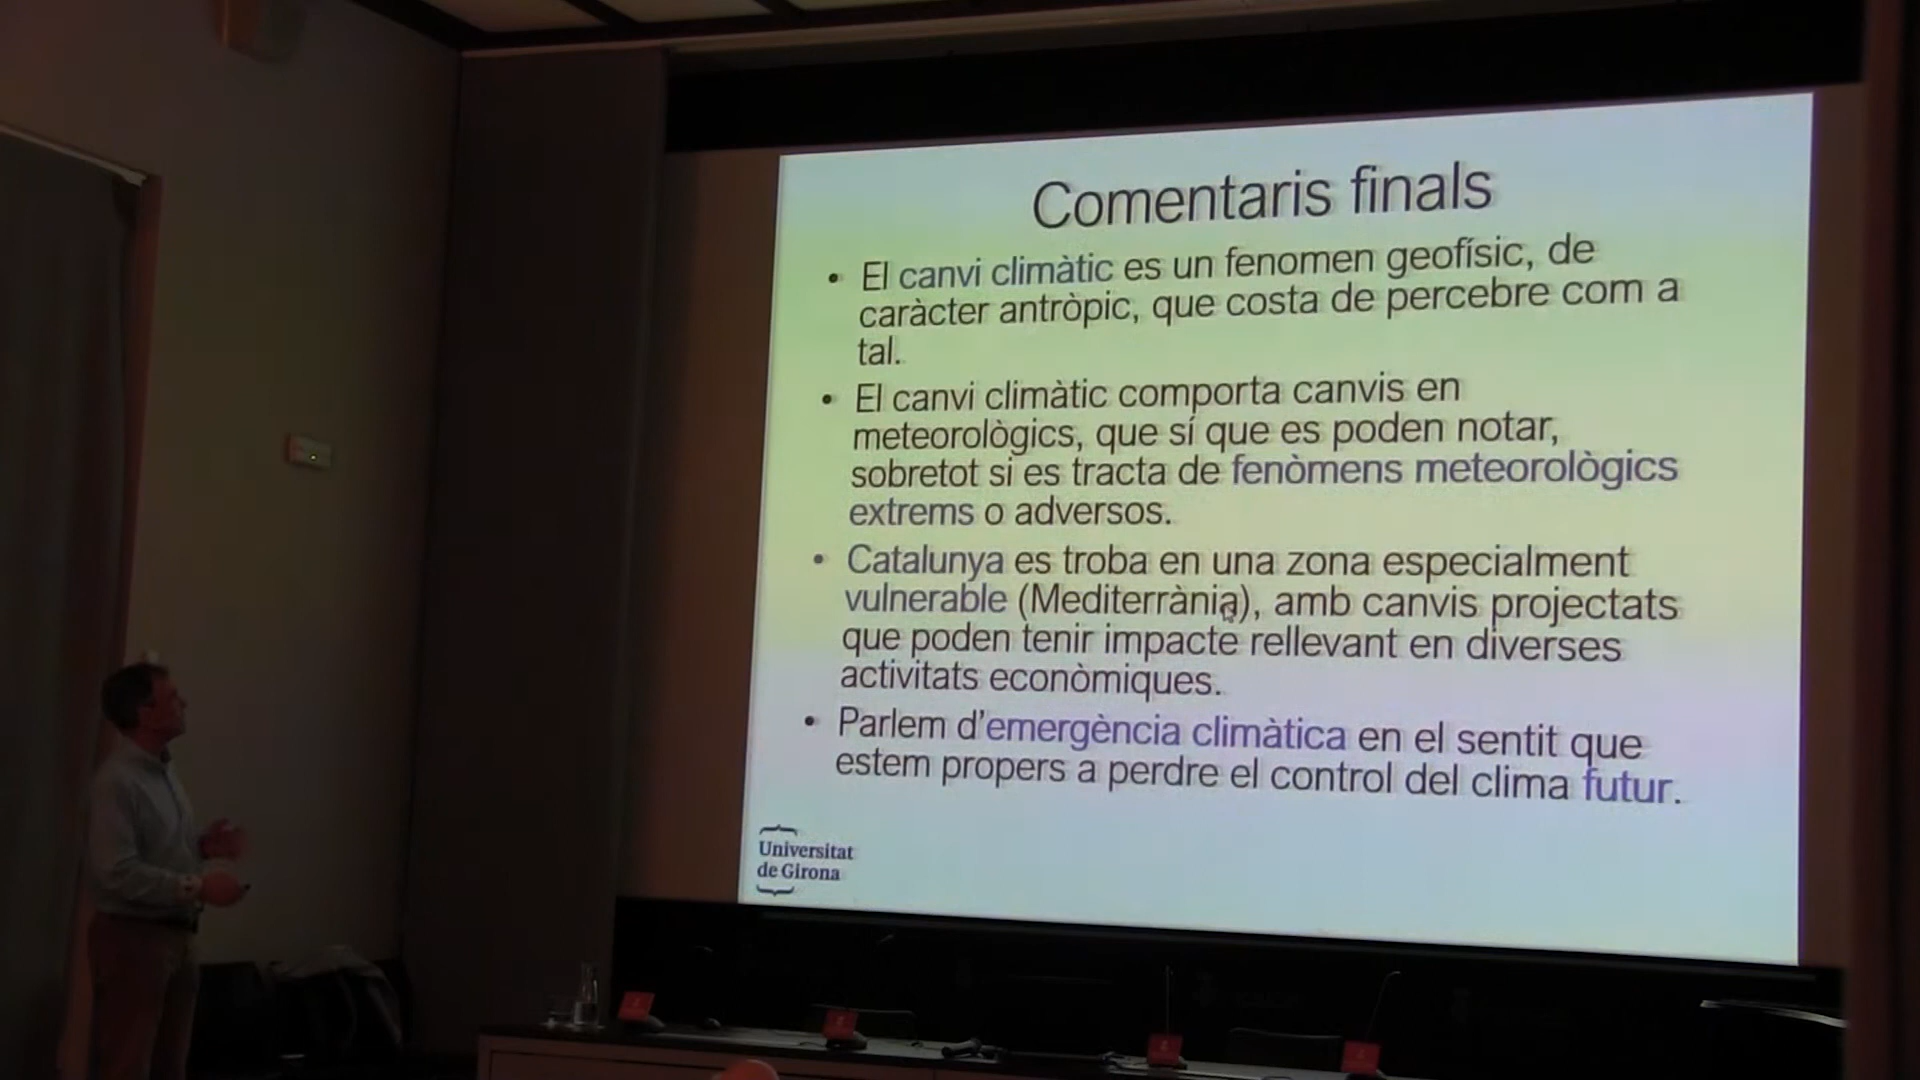 Comentaris finals
• El canvi climàtic es un fenomen geofísic, de
caràcter antròpic, que costa de percebre com a
tal.
• El canvi climàtic comporta canvis en
meteorològics, que sí que es poden notar,
sobretot si es tracta de fenòmens meteorològics
extrems o adversos.
• Catalunya es troba en una zona especialment
vulnerable (Mediterrània), amb canvis projectats
que poden tenir impacte rellevant en diverses
activitats econòmiques.
• Parlem d'emergència climàtica en el sentit que
estem propers a perdre el control del clima futur.
Universitat
de Girona